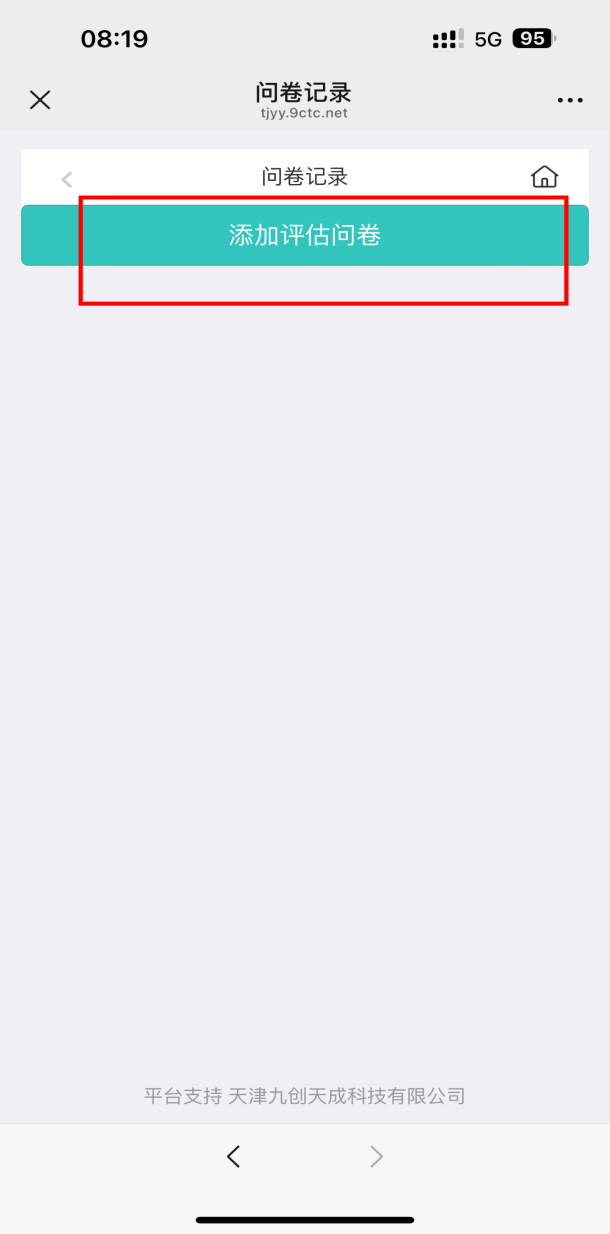 08:19
5G 95
问卷记录
tjyy.9ctc.net
问卷记录
添加评估问卷
平台支持 天津九创天成科技有限公司